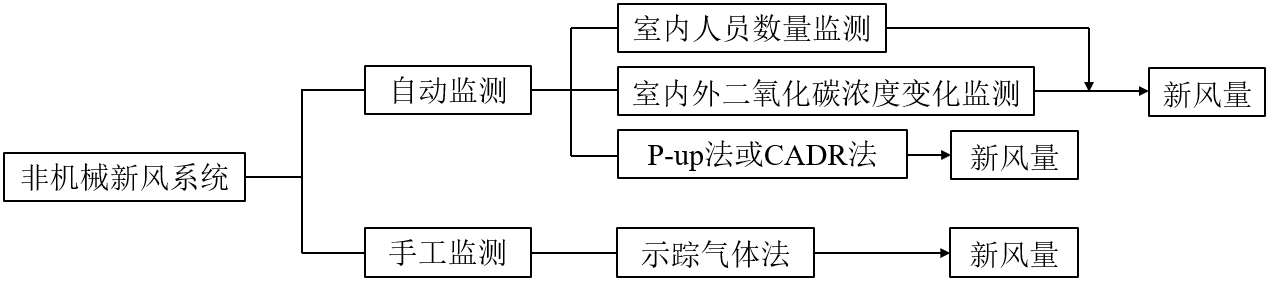 室内人员数量监测
自动监测
室内外二氧化碳浓度变化监测
新风量
P-up法或CADR法
新风量
非机械新风系统
手工监测
示踪气体法
新风量